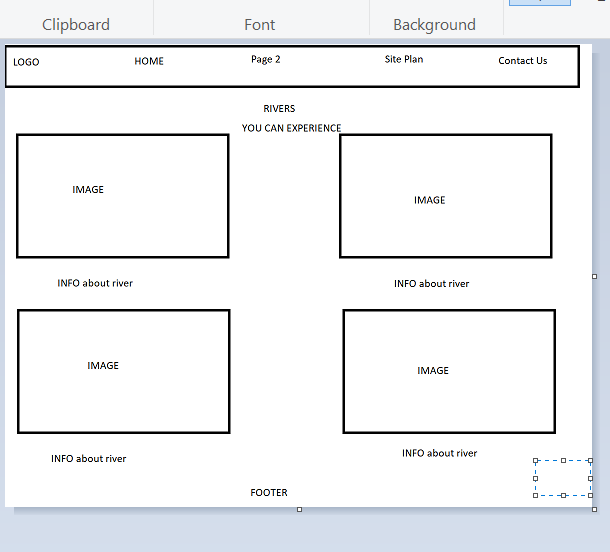 Clipboard Font Background
LOGO HOME Page 2 Site Plan Contact Us
RIVERS
YOU CAN EXPERIENCE
IMAGE IMAGE
INFO about river INFO about river
IMAGE IMAGE
INFO about river INFO about river
FOOTER